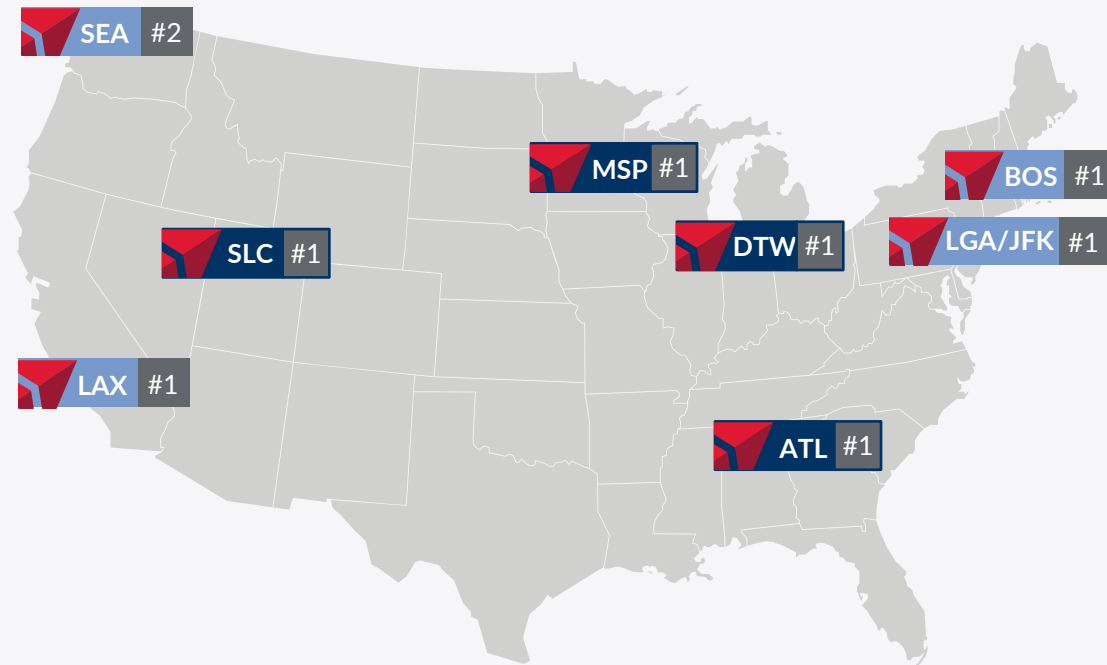 SEA #2
MSP #1
BOS #1
LGA/JFK #1
DTW #1
SLC #1
LAX #1
ATL #1